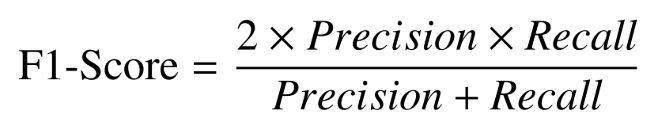 F1-Score = 2 × Precision × Recall
Precision + Recall